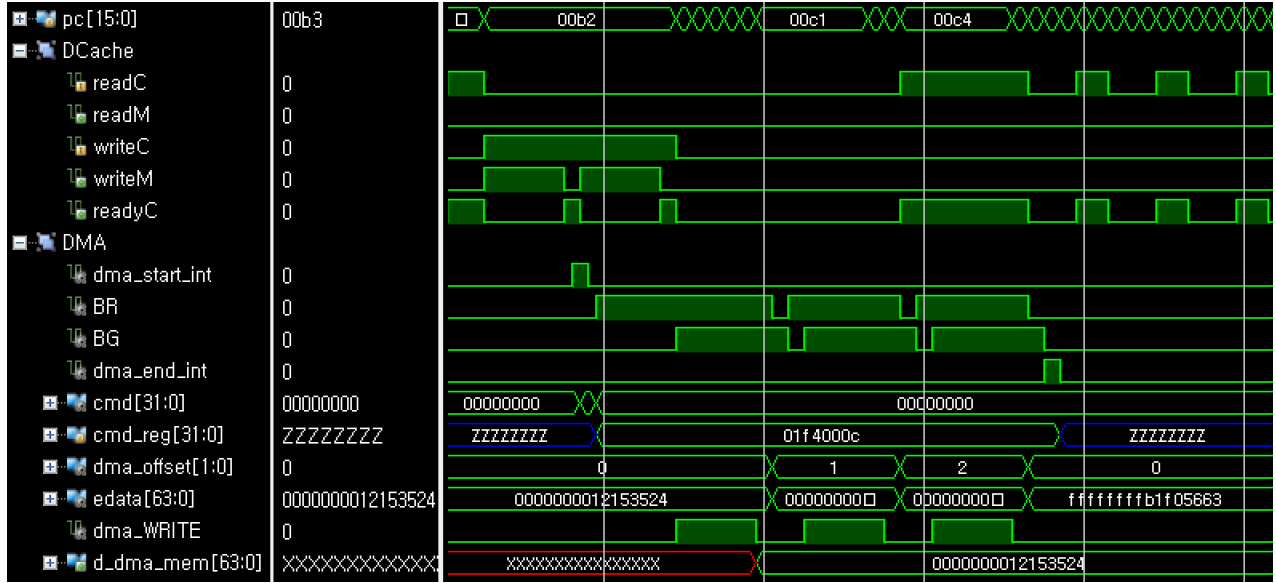 pc[15:0] 00b3 00b2 00c1 00c4
DCache
readC 0
readM 0
writeC 0
writeM 0
readyC 0
DMA
dma_start_int 0
BR 0
BG 0
dma_end_int 0
cmd[31:0] 00000000 00000000 00000000
cmd_reg[31:0] ZZZZZZZZ ZZZZZZZZ 01f4000c ZZZZZZZZ
dma_offset[1:0] 0 0 1 2 0
edata[63:0] 0000000012153524 0000000012153524 00000000 00000000 ffffffffb1f05663
dma_WRITE 0
d_dma_mem[63:0] XXXXXXXXXXXXX XXXXXXXXXXXXXXXX 0000000012153524